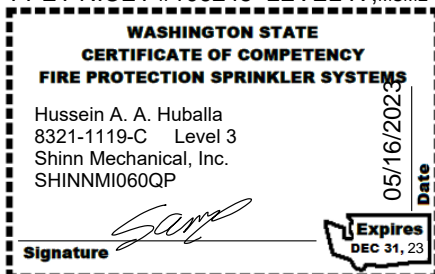 WASHINGTON STATE
CERTIFICATE OF COMPETENCY
FIRE PROTECTION SPRINKLER SYSTEMS
Hussein A. A. Huballa
8321-1119-C Level 3
Shinn Mechanical, Inc.
SHINNMI060QP
05/16/2023
Date
Signature
Expires
DEC 31, 23